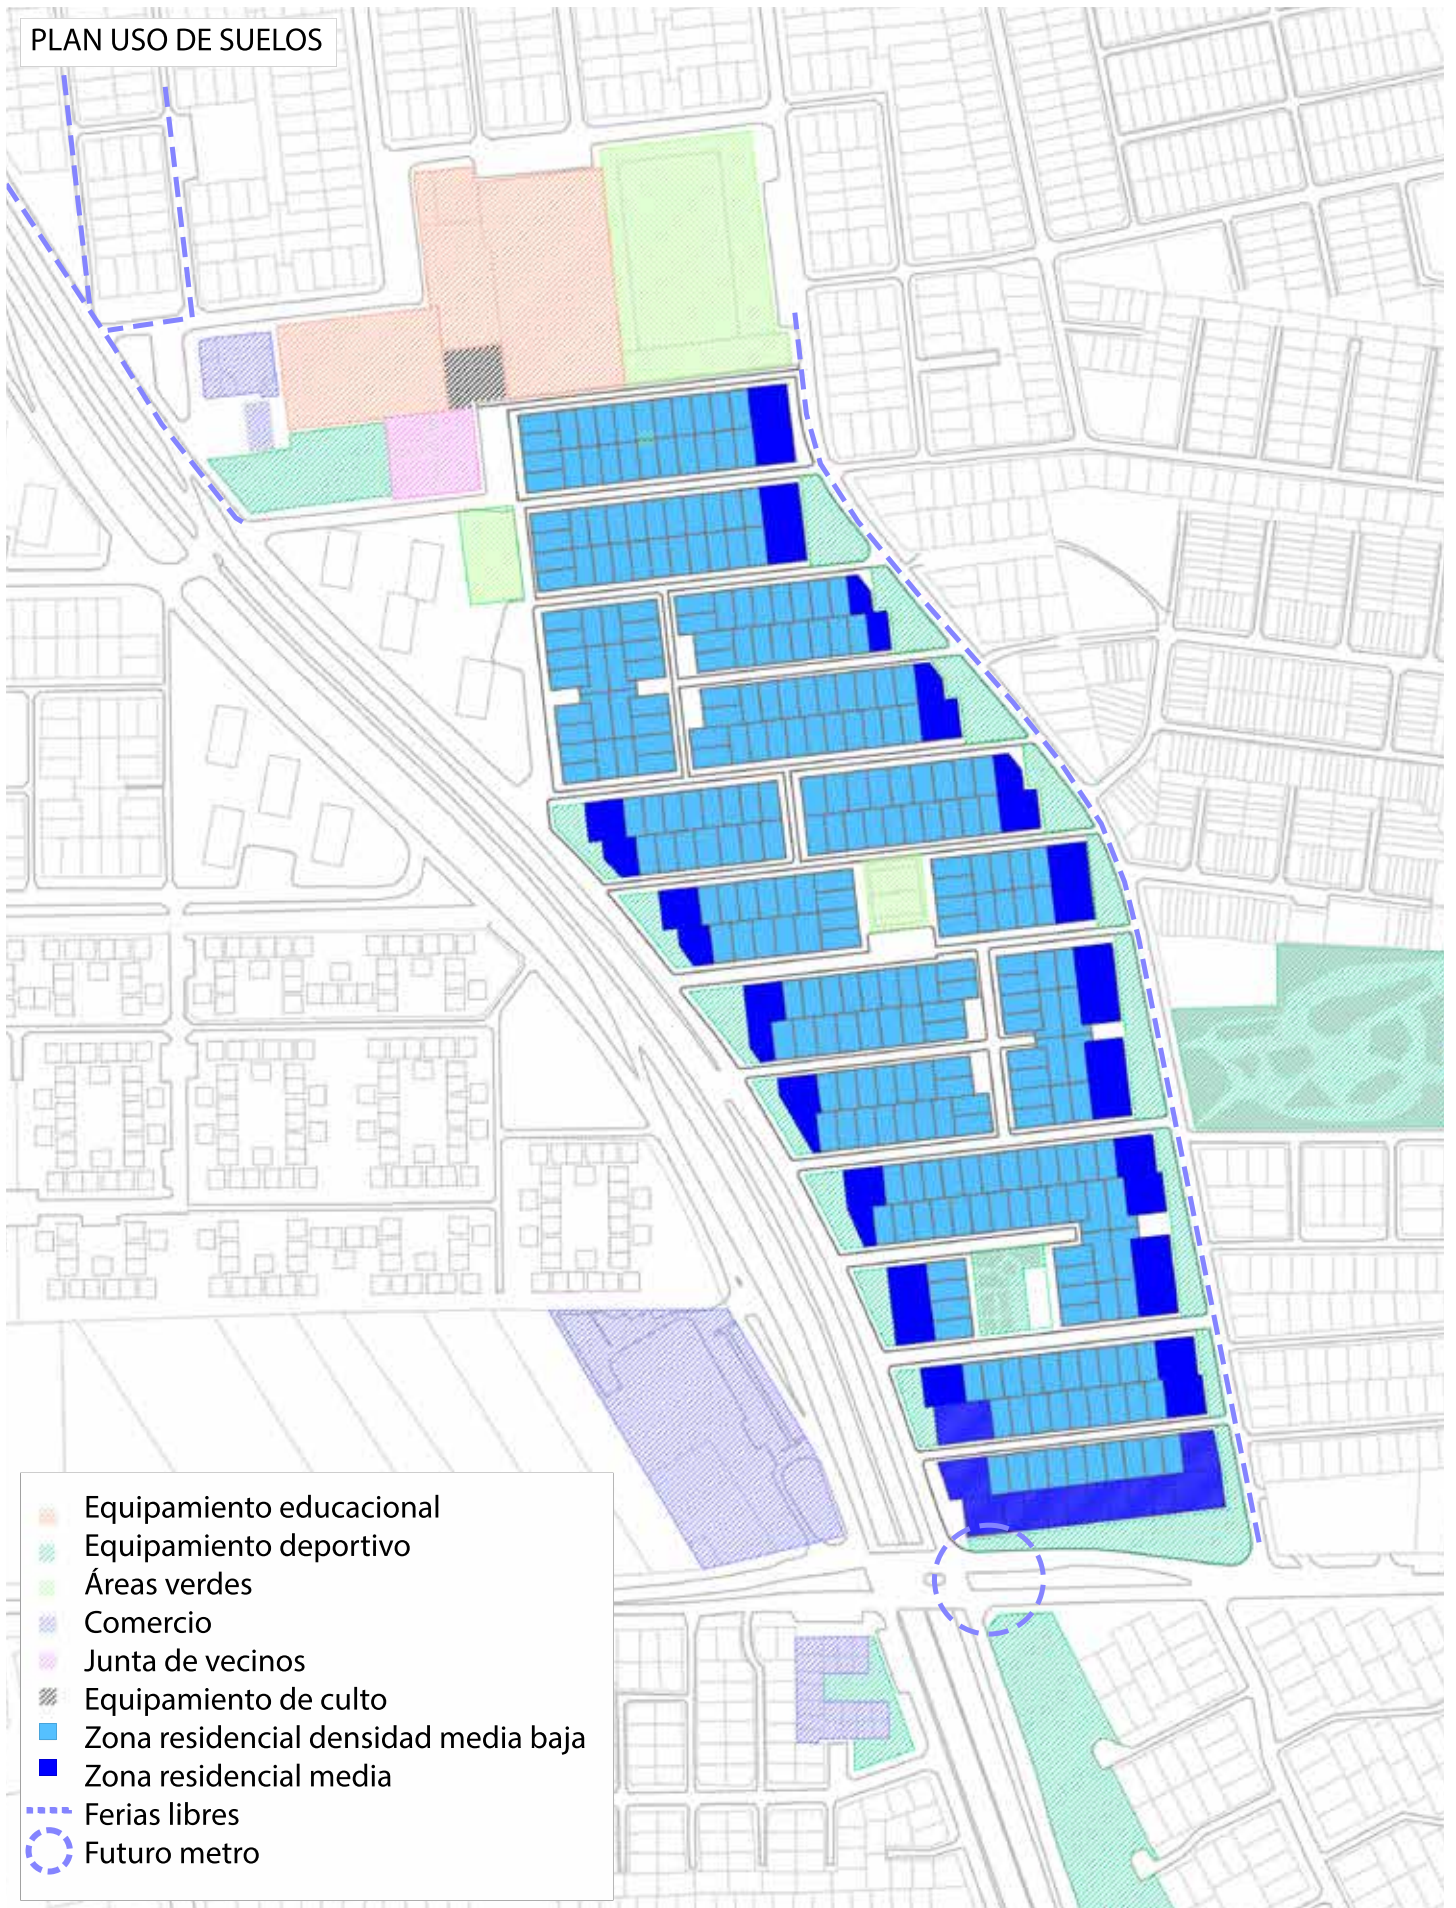 PLAN USO DE SUELOS
Equipamiento educacional
Equipamiento deportivo
Áreas verdes
Comercio
Junta de vecinos
Equipamiento de culto
Zona residencial densidad media baja
Zona residencial media
Ferias libres
Futuro metro